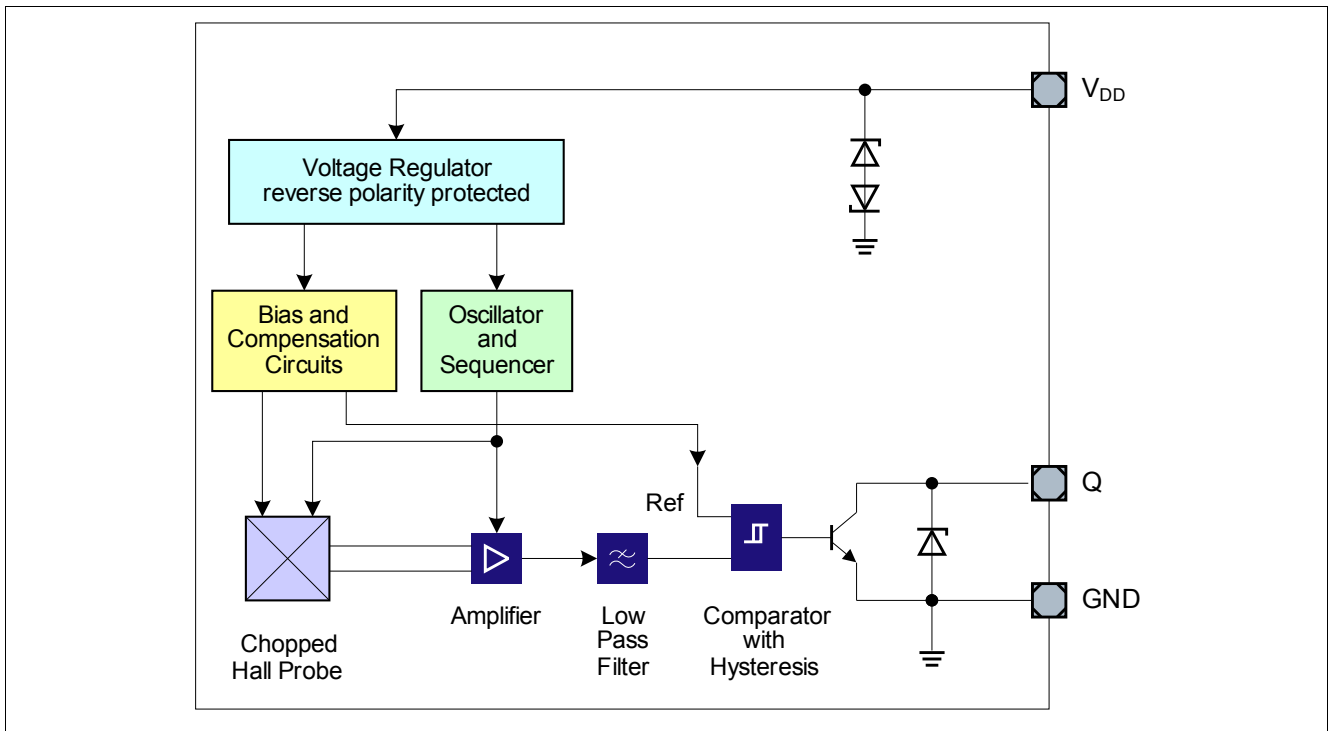 V_DD
Voltage Regulator
reverse polarity protected
Bias and
Compensation
Circuits
Oscillator
and
Sequencer
Ref
Q
GND
Amplifier
Low
Pass
Filter
Comparator
with
Hysteresis
Chopped
Hall Probe